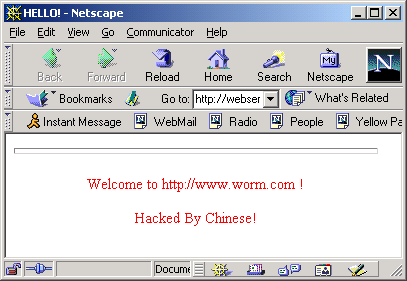 HELLO! - Netscape
File Edit View Go Communicator Help
Back Forward Reload Home Search Netscape
My
N
Bookmarks Go to: http://webser What's Related
Instant Message WebMail Radio People Yellow Pa
Welcome to http://www.worm.com !
Hacked By Chinese!
Docume